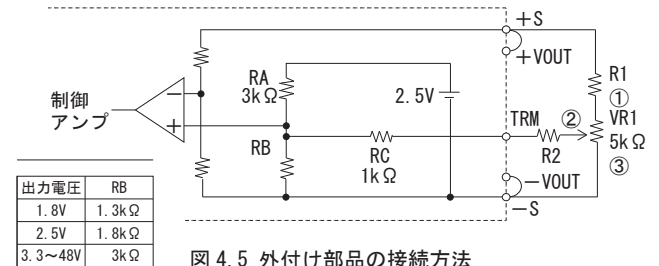 +S
+VOUT
RA
3kΩ
2.5V
R1
①
制御
アンプ
−
+
TRM
②
VR1
5kΩ
RB
RC
1kΩ
R2
③
−VOUT
−S
出力電圧 RB
1.8V 1.3kΩ
2.5V 1.8kΩ
3.3〜48V 3kΩ
図4.5 外付け部品の接続方法